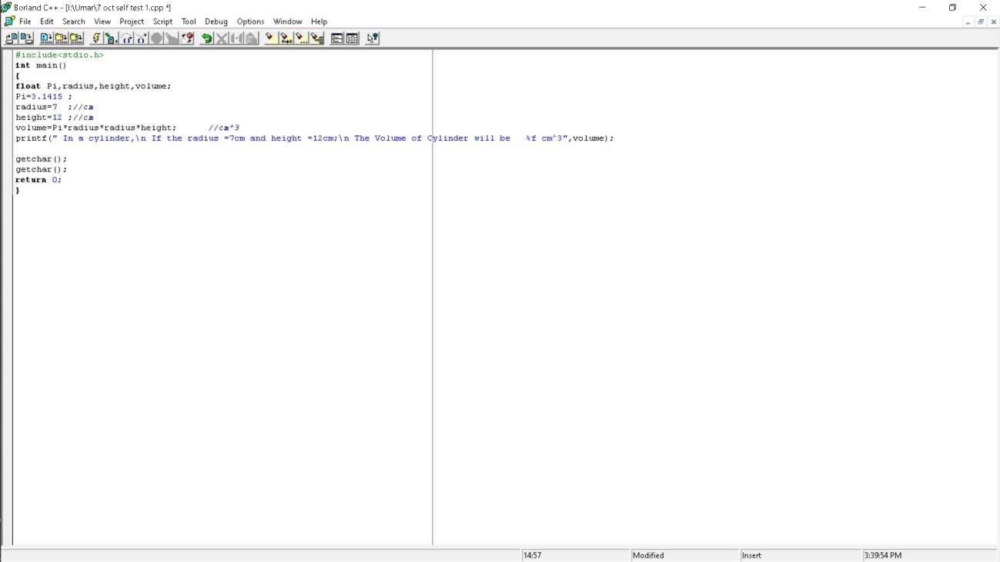 Borland C++ - [I:\Umar\7 oct self test 1.cpp *]
File Edit Search View Project Script Tool Debug Options Window Help
#include<stdio.h>
int main()
{
float Pi,radius,height,volume;
Pi=3.1415 ;
radius=7  ;//cm
height=12 ;//cm
volume=Pi*radius*radius*height;      //cm^3
printf(" In a cylinder,\n If the radius =7cm and height =12cm;\n The Volume of Cylinder will be   %f cm^3",volume);
getchar();
getchar();
return 0;
}
14:57 Modified Insert 3:39:54 PM